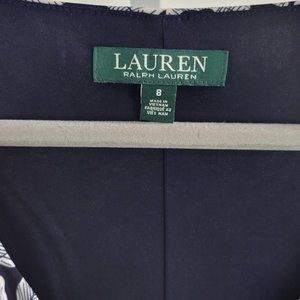 LAUREN
RALPH LAUREN
8
MADE IN
VIETNAM
FABRIQUÉ AU
VIET NAM